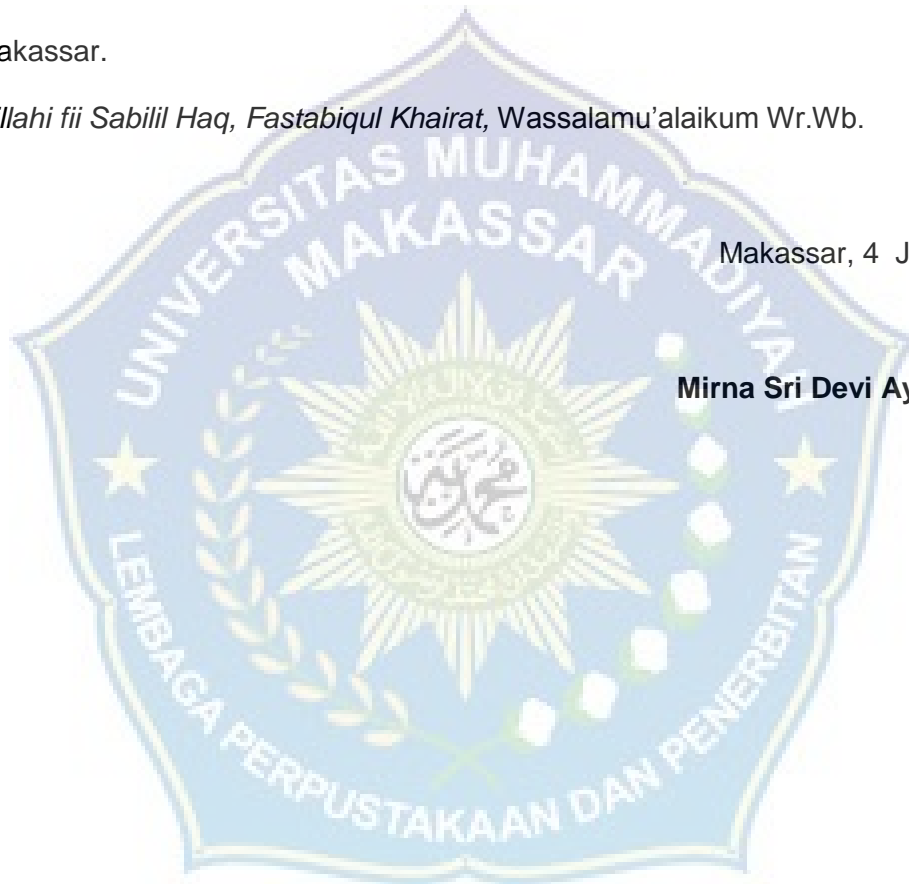 akassar.
llahi fii Sabilil Haq, Fastabiqul Khairat, Wassalamu’alaikum Wr.Wb.
Makassar, 4 J
Mirna Sri Devi Ay
UNIVERSITAS MUHAMMADIYAH
MAKASSAR
محمدية
LEMBAGA PERPUSTAKAAN DAN PENERBITAN